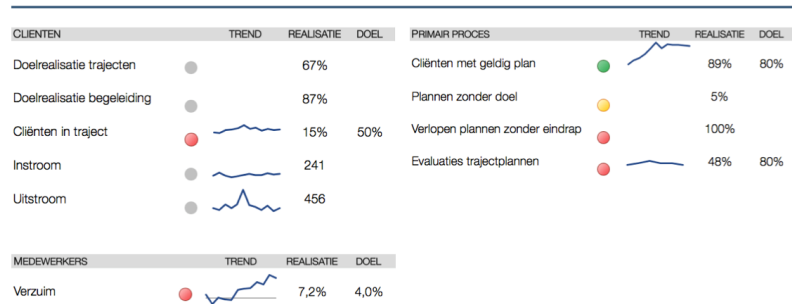 CLIENTEN TREND REALISATIE DOEL
Doelrealisatie trajecten 67%
Doelrealisatie begeleiding 87%
Cliënten in traject 15% 50%
Instroom 241
Uitstroom 456
PRIMAIR PROCES TREND REALISATIE DOEL
Cliënten met geldig plan 89% 80%
Plannen zonder doel 5%
Verlopen plannen zonder eindrap 100%
Evaluaties trajectplannen 48% 80%
MEDEWERKERS TREND REALISATIE DOEL
Verzuim 7,2% 4,0%